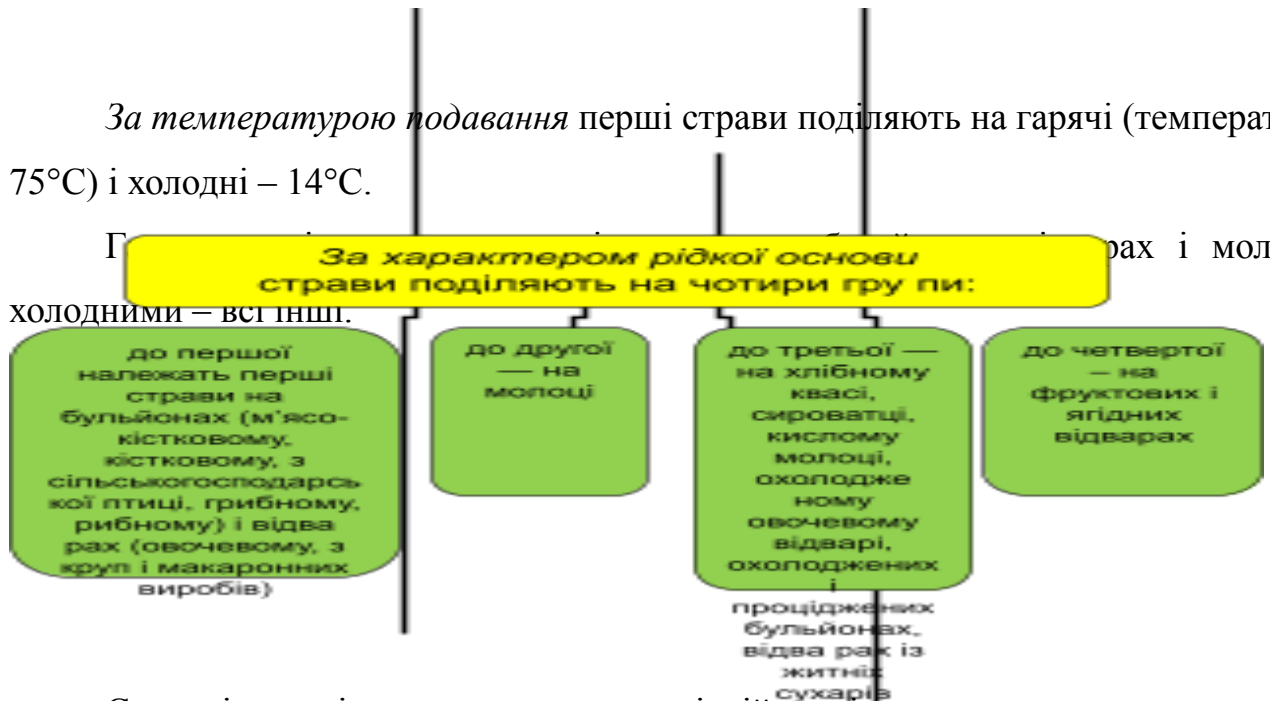 За температурою подавання перші страви поділяють на гарячі (
75°С) і холодні – 14°С.
і
холодними – всі інші.
За характером рідкої основи
страви поділяють на чотири гру пи:
до першої
належать перші
страви на
бульйонах (м'ясо-
кістковому,
кістковому, з
сільськогосподарсь
кої птиці, грибному,
рибному) і відва
рах (овочевому, з
круп і макаронних
виробів)
до другої
— на
молоці
до третьої —
на хлібному
квасі,
сироватці,
кислому
молоці,
охолодже
ному
овочевому
відварі,
охолоджених
і
проціджених
бульйонах,
відва рах із
житніх
сухарів
до четвертої
– на
фруктових і
ягідних
відварах